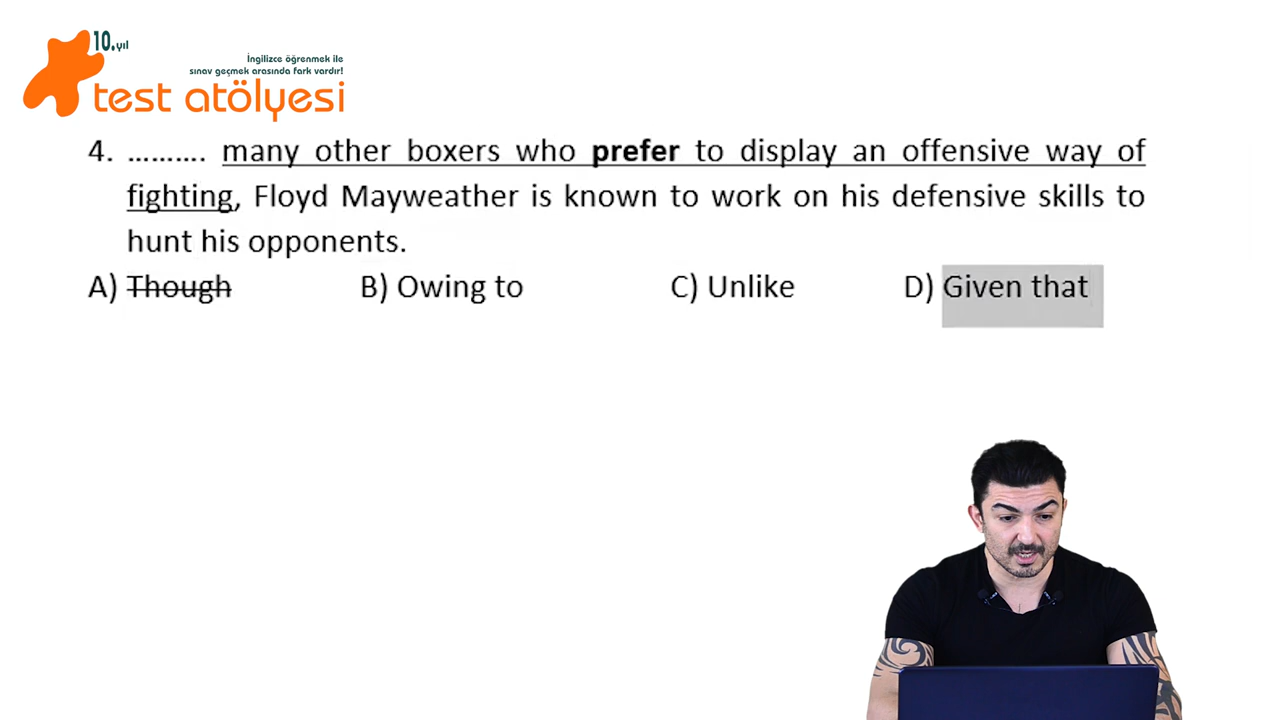 10.yıl
İngilizce öğrenmek ile
sınav geçmek arasında fark vardır!
test atölyesi
4. .......... many other boxers who prefer to display an offensive way of
fighting, Floyd Mayweather is known to work on his defensive skills to
hunt his opponents.
A) Though B) Owing to C) Unlike D) Given that